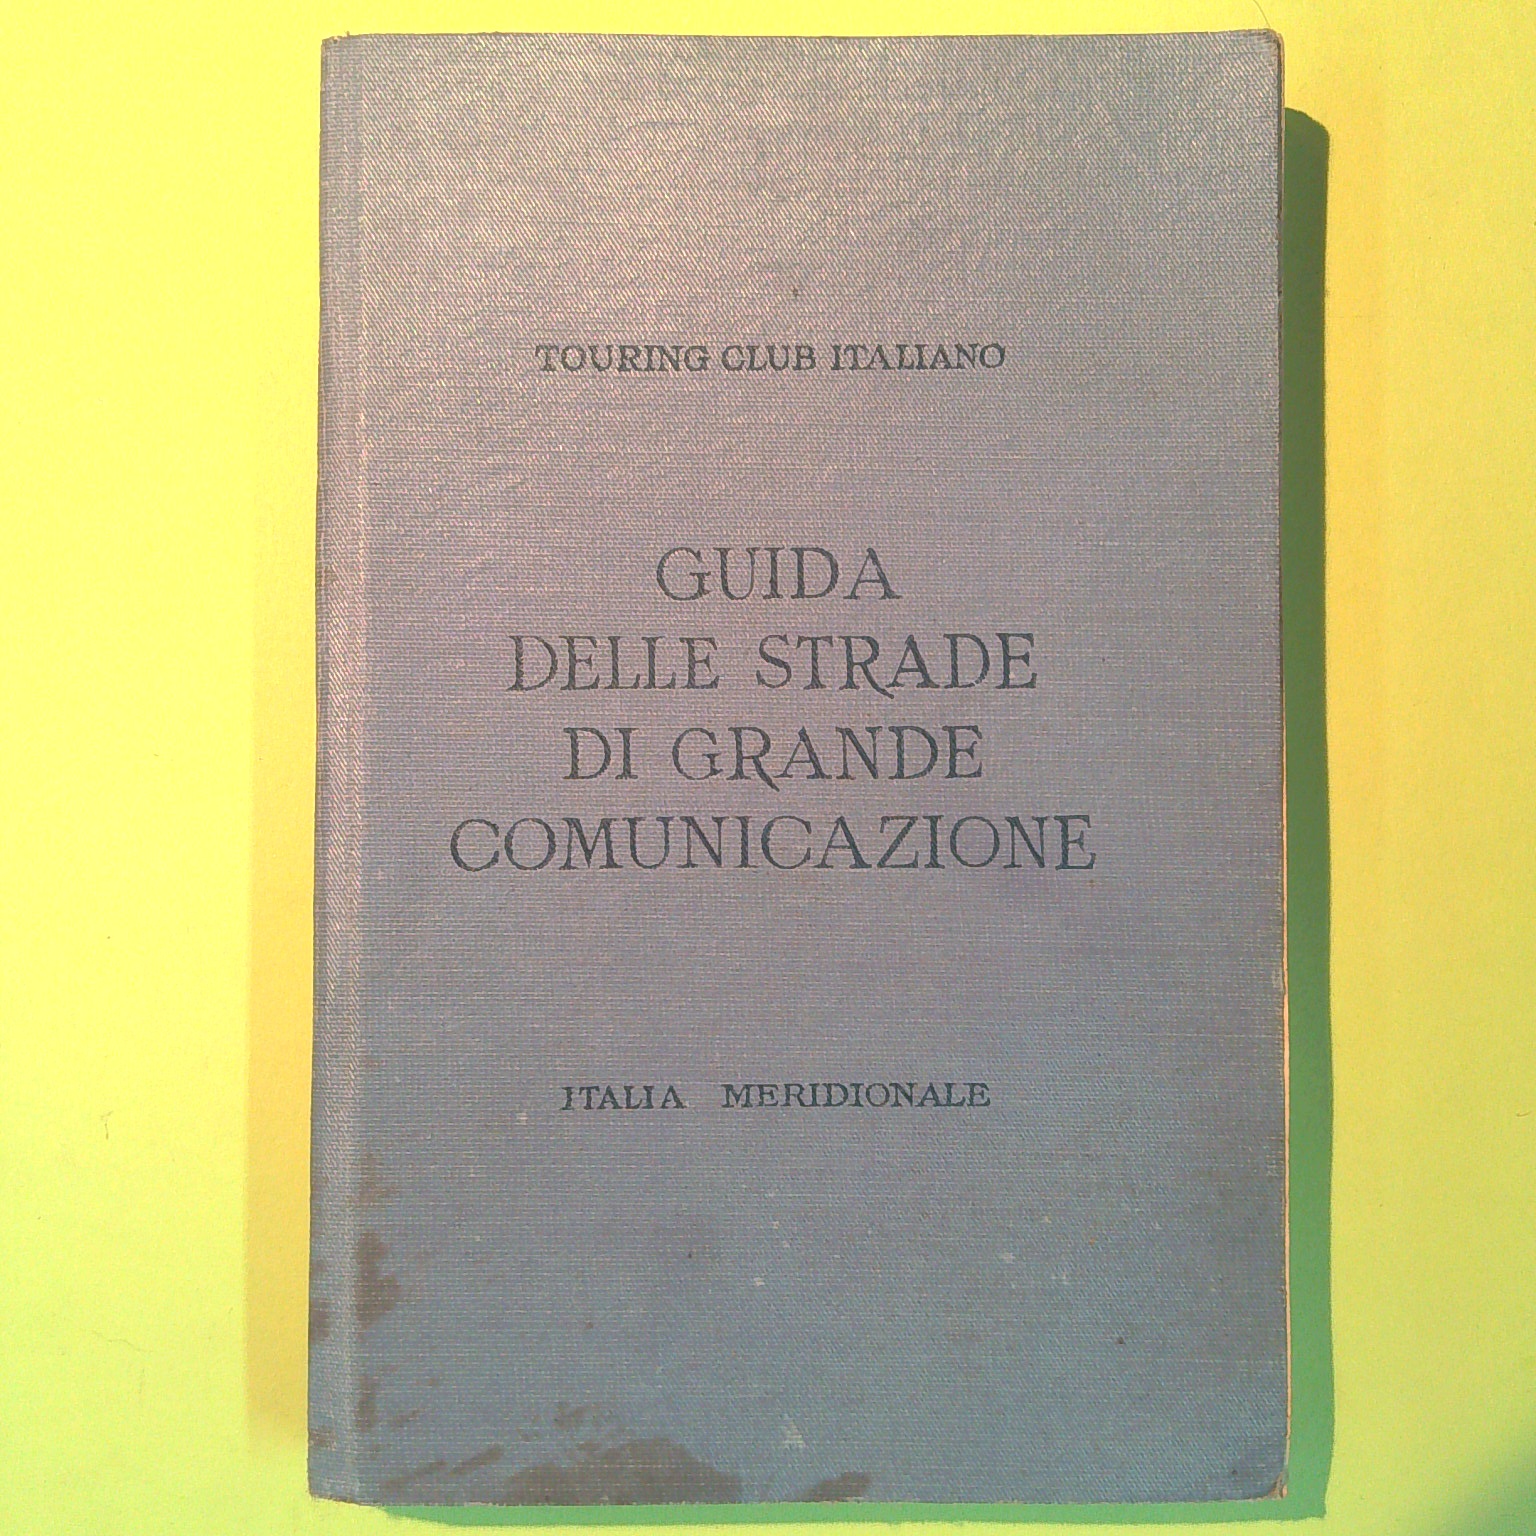 TOURING CLUB ITALIANO
GUIDA
DELLE STRADE
DI GRANDE
COMUNICAZIONE
ITALIA MERIDIONALE